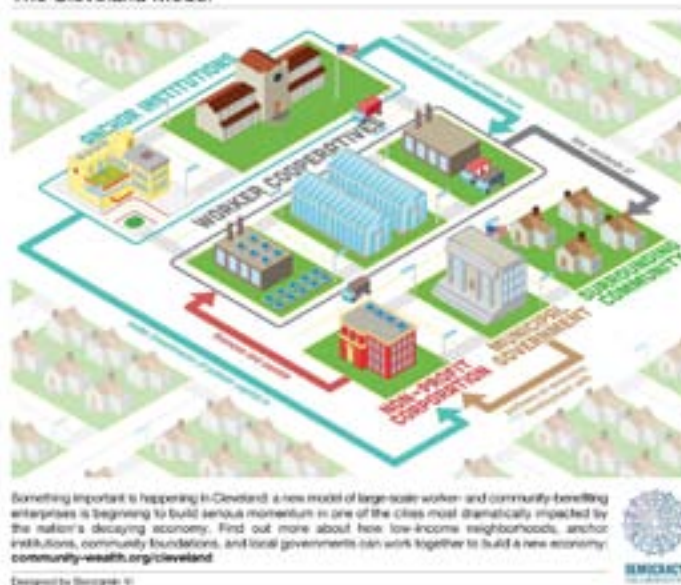 The Cleveland Model
ANCHOR INSTITUTIONS
WORKER COOPERATIVES
SURROUNDING
COMMUNITY
MUNICIPAL
GOVERNMENT
NON-PROFIT
CORPORATION
Something important is happening in Cleveland: a new model of large-scale worker- and community-benefiting
enterprises is beginning to build serious momentum in one of the cities most dramatically impacted by
the nation's decaying economy. Find out more about how low-income neighborhoods, anchor
institutions, community foundations, and local governments can work together to build a new economy:
community-wealth.org/cleveland
DEMOCRACY
Designed by